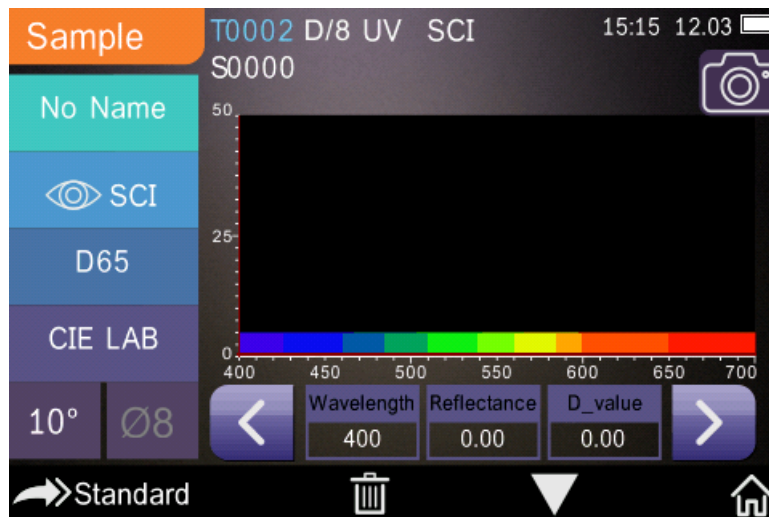 Sample
T0002 D/8 UV SCI
15:15 12.03
S0000
No Name
SCI
D65
CIE LAB
10° Ø8
50
25
0
400 450 500 550 600 650 700
Wavelength Reflectance D_value
400 0.00 0.00
Standard